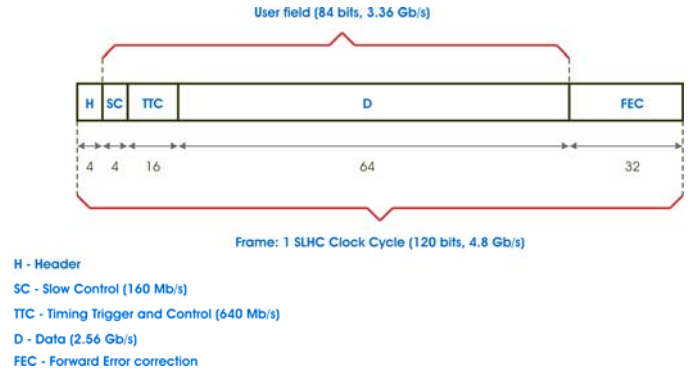 User field (84 bits, 3.36 Gb/s)
H SC TTC D FEC
4 4 16 64 32
Frame: 1 SLHC Clock Cycle (120 bits, 4.8 Gb/s)
H - Header
SC - Slow Control (160 Mb/s)
TTC - Timing Trigger and Control (640 Mb/s)
D - Data (2.56 Gb/s)
FEC - Forward Error correction